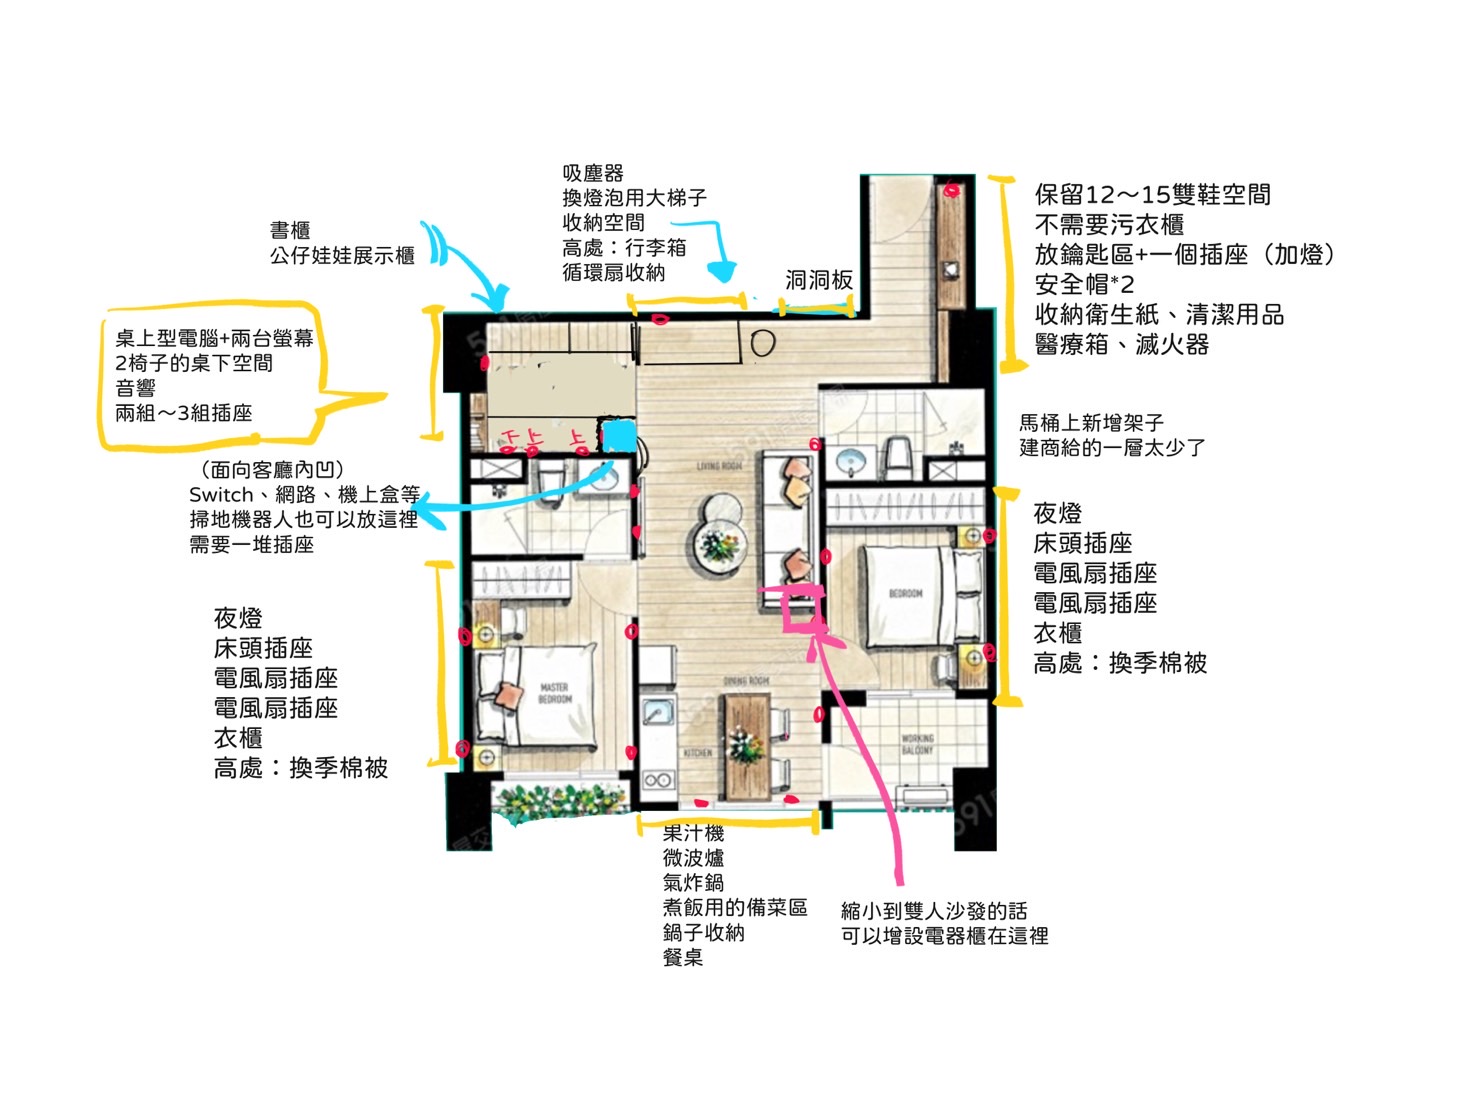 吸塵器
換燈泡用大梯子
收納空間
高處：行李箱
循環扇收納
洞洞板
書櫃
公仔娃娃展示櫃
保留12～15雙鞋空間
不需要污衣櫃
放鑰匙區+一個插座（加燈）
安全帽*2
收納衛生紙、清潔用品
醫療箱、滅火器
桌上型電腦+兩台螢幕
2椅子的桌下空間
音響
兩組～3組插座
馬桶上新增架子
建商給的一層太少了
（面向客廳內凹）
Switch、網路、機上盒等
掃地機器人也可以放這裡
需要一堆插座
LIVING ROOM
夜燈
床頭插座
電風扇插座
電風扇插座
衣櫃
高處：換季棉被
BEDROOM
夜燈
床頭插座
電風扇插座
電風扇插座
衣櫃
高處：換季棉被
MASTER
BEDROOM
DINING ROOM
KITCHEN
WORKING
BALCONY
果汁機
微波爐
氣炸鍋
煮飯用的備菜區
鍋子收納
餐桌
縮小到雙人沙發的話
可以增設電器櫃在這裡
591